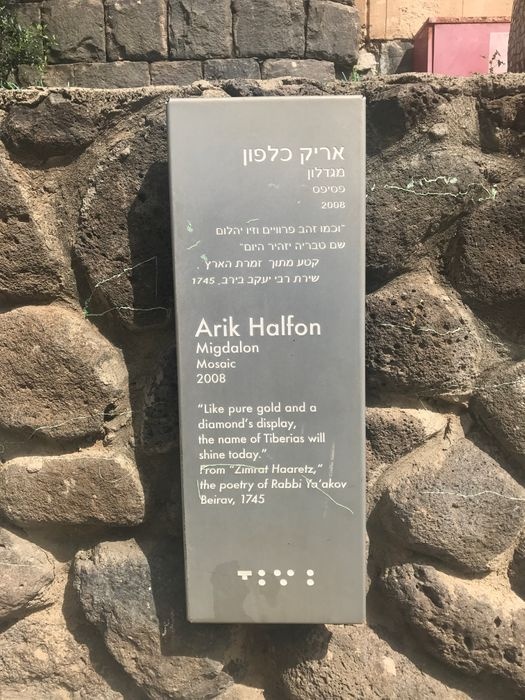 אריק כלפון
מגדלון
פסיפס
2008
"וכמו זהב פרוויים וזיו יהלום
שם טבריה יזהיר היום"
קטע מתוך זמרת הארץ,
שירת רבי יעקב בירב, 1745
Arik Halfon
Migdalon
Mosaic
2008
“Like pure gold and a
diamond’s display,
the name of Tiberias will
shine today.”
From “Zimrat Haaretz,”
the poetry of Rabbi Ya’akov
Beirav, 1745